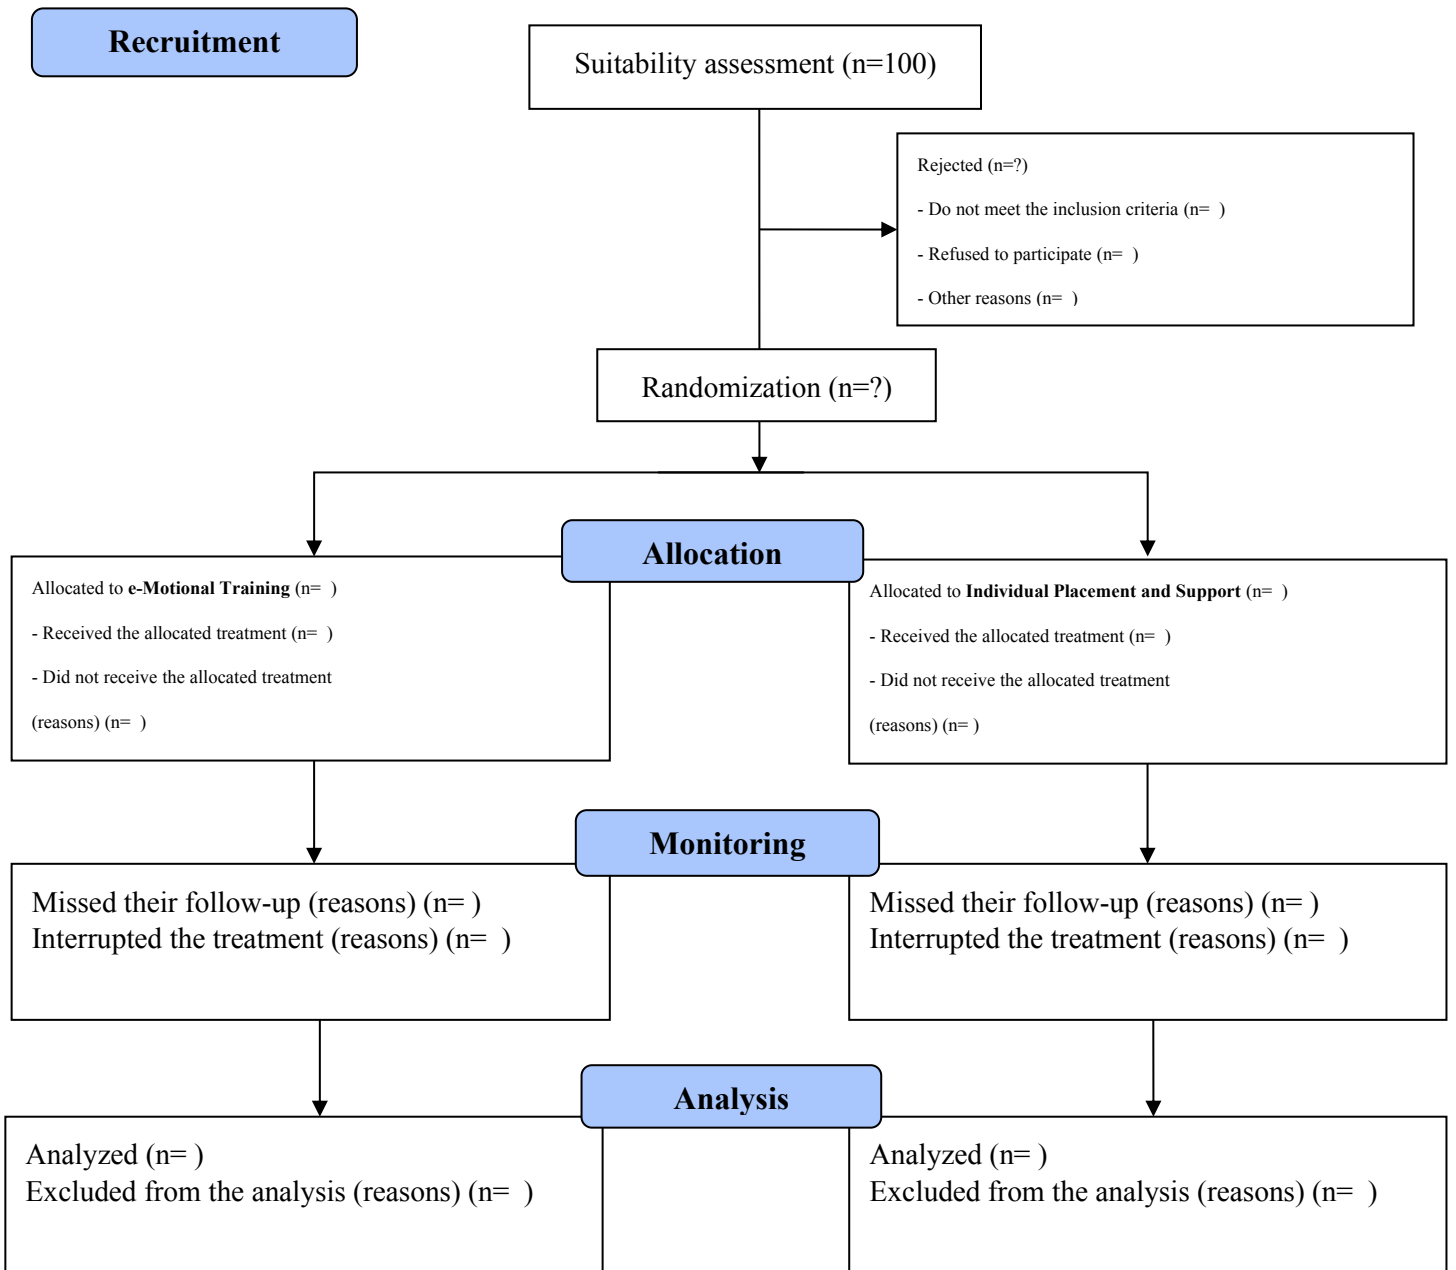 Recruitment
Suitability assessment (n=100)
Rejected (n=?)
- Do not meet the inclusion criteria (n=  )
- Refused to participate (n=  )
- Other reasons (n=  )
Randomization (n=?)
Allocation
Allocated to e-Motional Training (n=  )
- Received the allocated treatment (n=  )
- Did not receive the allocated treatment
(reasons) (n=  )
Allocated to Individual Placement and Support (n=  )
- Received the allocated treatment (n=  )
- Did not receive the allocated treatment
(reasons) (n= )
Monitoring
Missed their follow-up (reasons) (n= )
Interrupted the treatment (reasons) (n=  )
Missed their follow-up (reasons) (n= )
Interrupted the treatment (reasons) (n=  )
Analysis
Analyzed (n= )
Excluded from the analysis (reasons) (n=  )
Analyzed (n= )
Excluded from the analysis (reasons) (n=  )